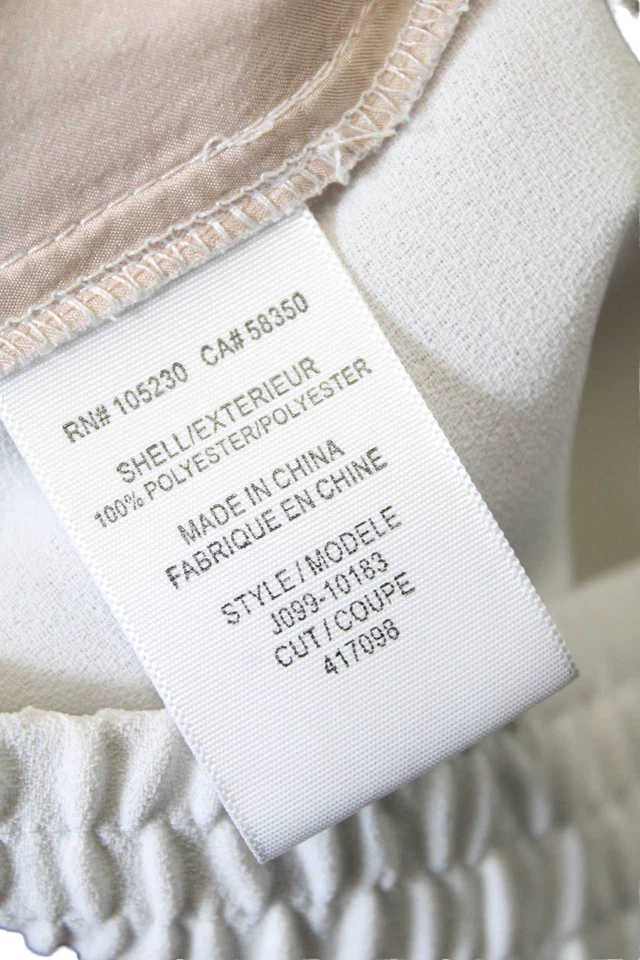 RN# 105230 CA# 58350
SHELL/EXTERIEUR
100% POLYESTER/POLYESTER
MADE IN CHINA
FABRIQUE EN CHINE
STYLE / MODELE
J099-10183
CUT / COUPE
417098